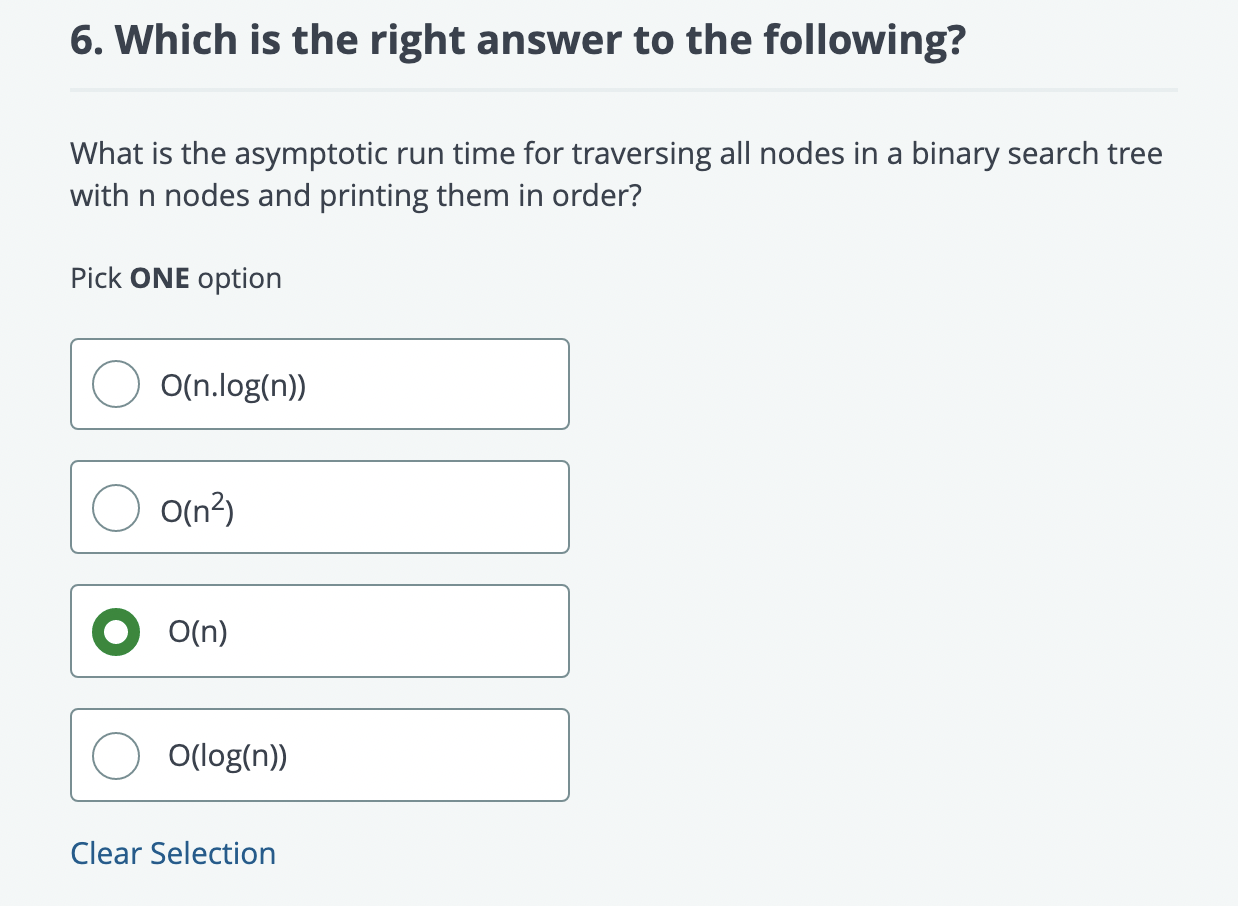 6. Which is the right answer to the following?
What is the asymptotic run time for traversing all nodes in a binary search tree
with n nodes and printing them in order?
Pick ONE option
O(n.log(n))
O(n²)
O(n)
O(log(n))
Clear Selection